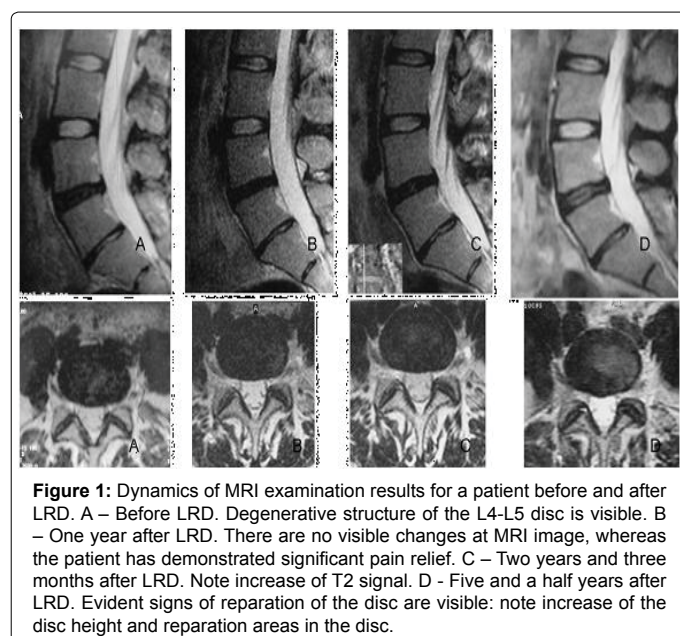 A
B
C
D
A
B
C
D
Figure 1: Dynamics of MRI examination results for a patient before and after
LRD. A – Before LRD. Degenerative structure of the L4-L5 disc is visible. B
– One year after LRD. There are no visible changes at MRI image, whereas
the patient has demonstrated significant pain relief. C – Two years and three
months after LRD. Note increase of T2 signal. D - Five and a half years after
LRD. Evident signs of reparation of the disc are visible: note increase of the
disc height and reparation areas in the disc.